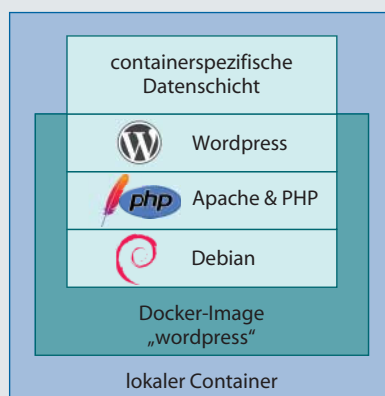 containerspezifische
Datenschicht
Wordpress
php Apache & PHP
Debian
Docker-Image
„wordpress“
lokaler Container